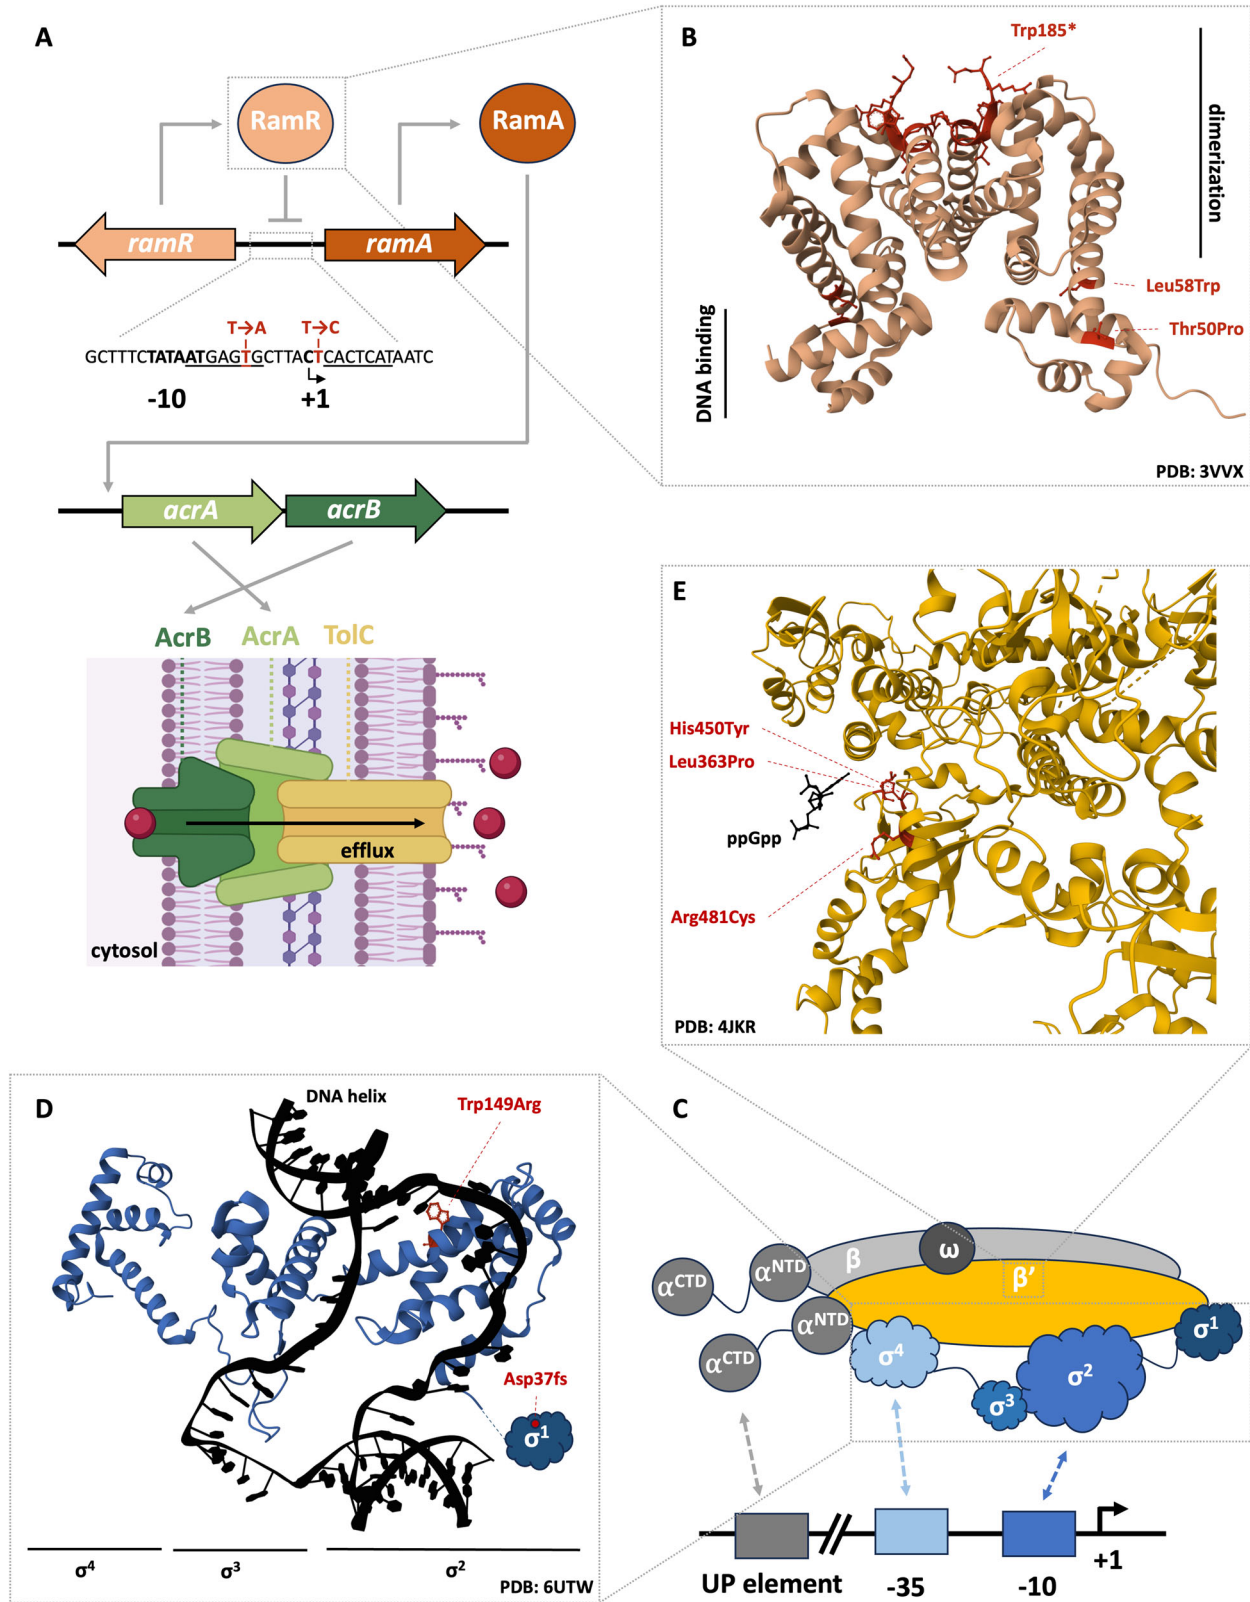 A
RamR
RamA
ramR
ramA
T→A
T→C
GCTTTCTATAATGAGTGCTTACTCACTCATAATC
-10
+1
acrA
acrB
AcrB
AcrA
TolC
efflux
cytosol
B
Trp185*
dimerization
Leu58Trp
Thr50Pro
DNA binding
PDB: 3VVX
E
His450Tyr
Leu363Pro
ppGpp
Arg481Cys
PDB: 4JKR
D
DNA helix
Trp149Arg
Asp37fs
σ1
σ4
σ3
σ2
PDB: 6UTW
C
β
ω
β’
αCTD
αNTD
αCTD
αNTD
σ4
σ3
σ2
σ1
UP element
-35
-10
+1